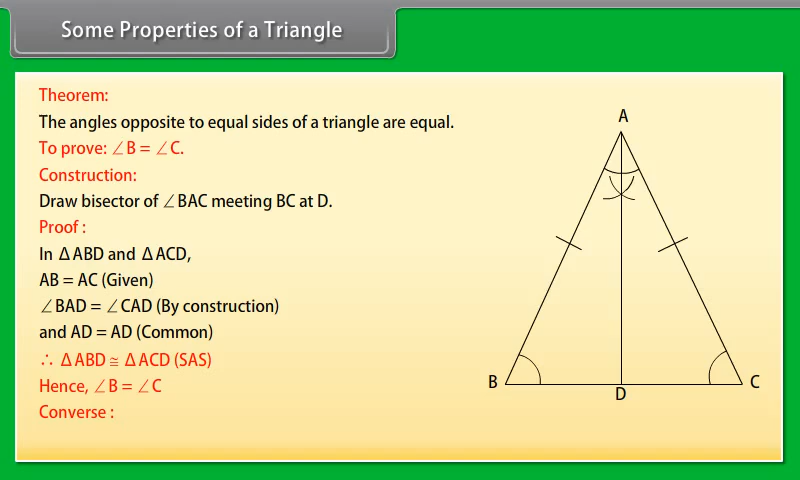 Some Properties of a Triangle
Theorem:
The angles opposite to equal sides of a triangle are equal.
To prove: ∠B = ∠C.
Construction:
Draw bisector of ∠BAC meeting BC at D.
Proof :
In ΔABD and ΔACD,
AB = AC (Given)
∠BAD = ∠CAD (By construction)
and AD = AD (Common)
∴ ΔABD ≅ ΔACD (SAS)
Hence, ∠B = ∠C
Converse :
A
B
D
C